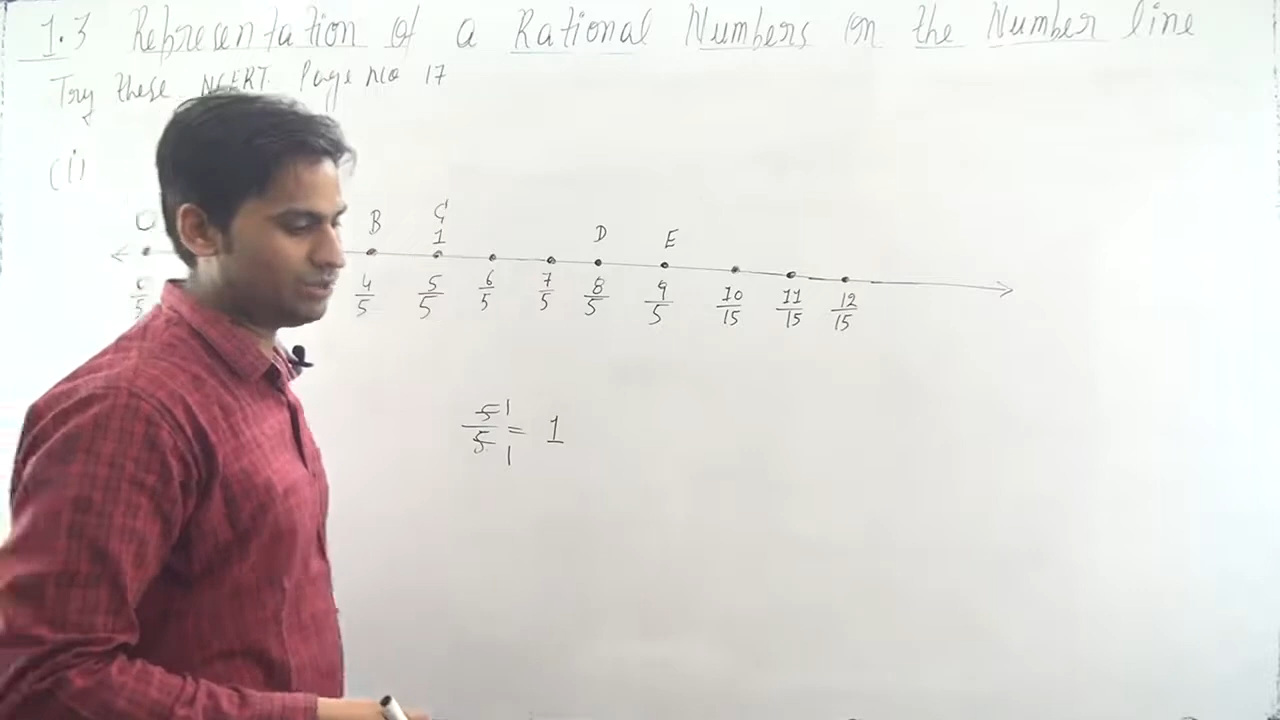 1.3 Representation of a Rational Numbers on the Number line
Try these NCERT Page no 17
(i)
O B C D E
1
0/5 4/5 5/5 6/5 7/5 8/5 9/5 10/15 11/15 12/15
5/5 1/1 = 1